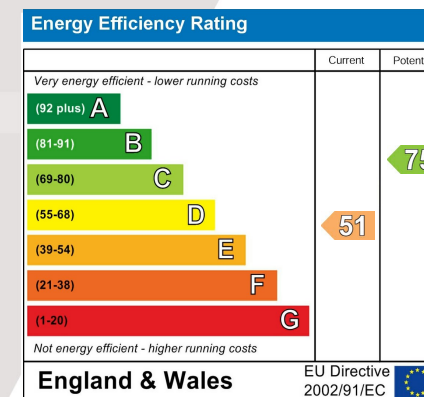 Energy Efficiency Rating
Current Potent
Very energy efficient - lower running costs
(92 plus) A
(81-91) B
75
(69-80) C
(55-68) D
51
(39-54) E
(21-38) F
(1-20) G
Not energy efficient - higher running costs
England & Wales
EU Directive
2002/91/EC